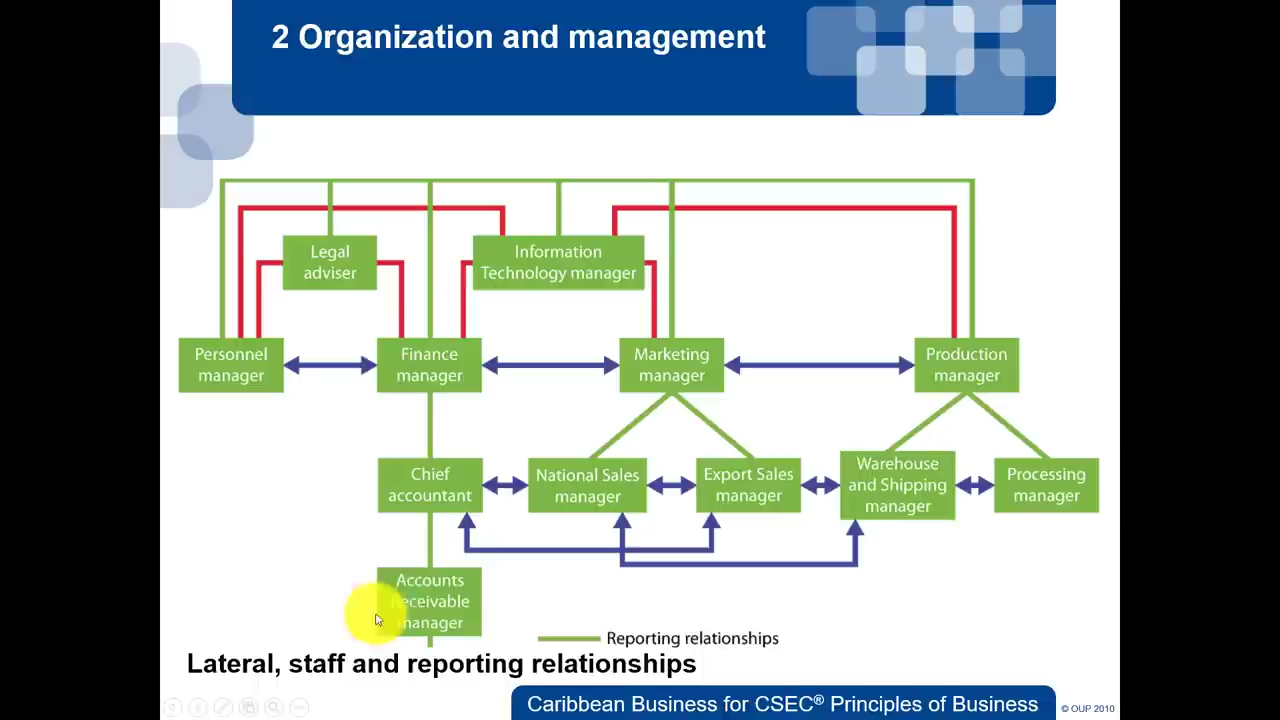 2 Organization and management
Legal
adviser
Information
Technology manager
Personnel
manager
Finance
manager
Marketing
manager
Production
manager
Chief
accountant
National Sales
manager
Export Sales
manager
Warehouse
and Shipping
manager
Processing
manager
Accounts
Receivable
manager
Reporting relationships
Lateral, staff and reporting relationships
Caribbean Business for CSEC® Principles of Business
© OUP 2010